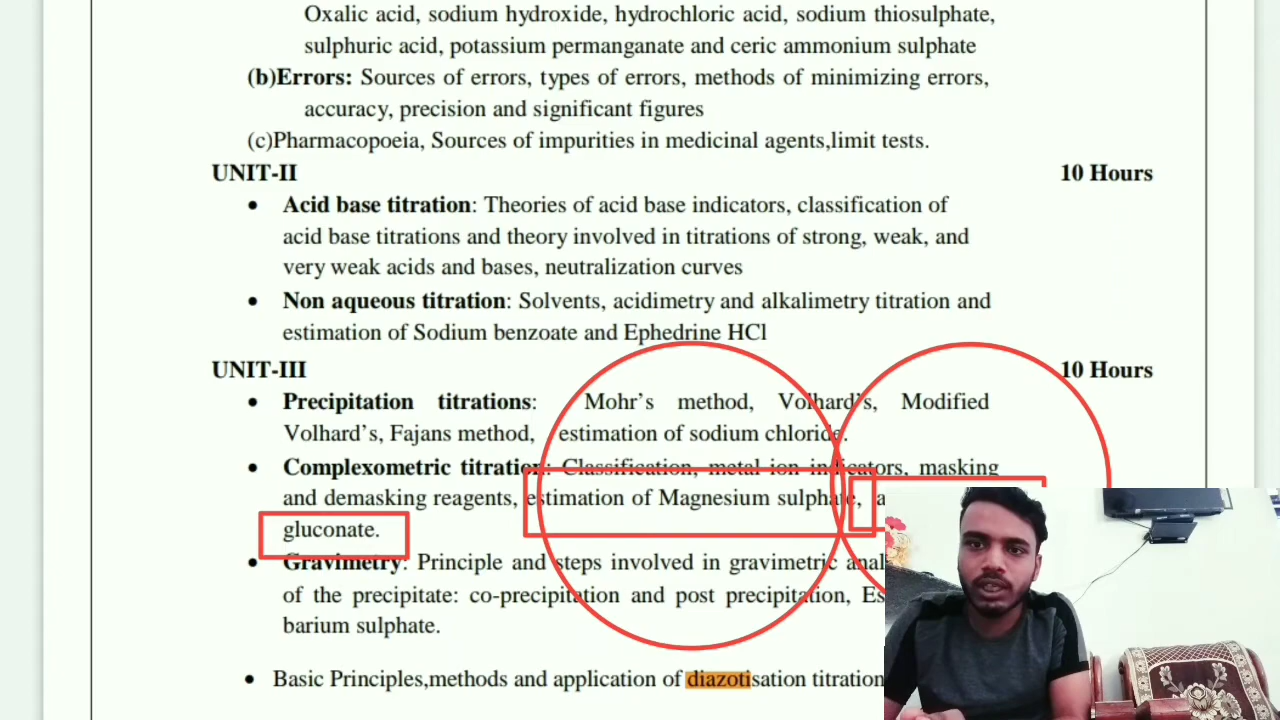 Oxalic acid, sodium hydroxide, hydrochloric acid, sodium thiosulphate,
sulphuric acid, potassium permanganate and ceric ammonium sulphate
(b)Errors: Sources of errors, types of errors, methods of minimizing errors,
accuracy, precision and significant figures
(c)Pharmacopoeia, Sources of impurities in medicinal agents,limit tests.
UNIT-II 10 Hours
• Acid base titration: Theories of acid base indicators, classification of
acid base titrations and theory involved in titrations of strong, weak, and
very weak acids and bases, neutralization curves
• Non aqueous titration: Solvents, acidimetry and alkalimetry titration and
estimation of Sodium benzoate and Ephedrine HCl
UNIT-III 10 Hours
• Precipitation titrations: Mohr's method, Volhard's, Modified
Volhard's, Fajans method, estimation of sodium chloride.
• Complexometric titration: Classification, metal ion indicators, masking
and demasking reagents, estimation of Magnesium sulphate,
gluconate.
• Gravimetry: Principle and steps involved in gravimetric
of the precipitate: co-precipitation and post precipitation,
barium sulphate.
• Basic Principles,methods and application of diazotisation titration